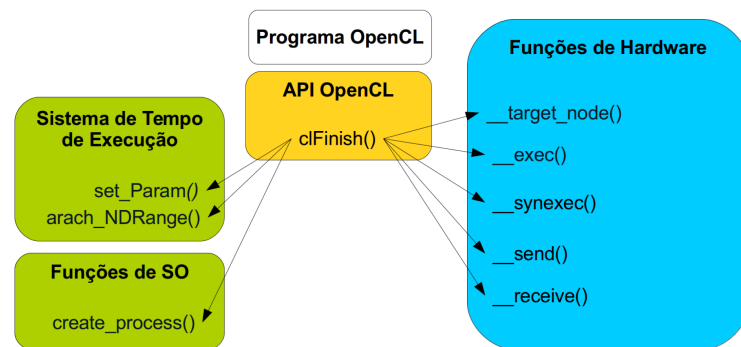 Programa OpenCL
API OpenCL
clFinish()
Sistema de Tempo
de Execução
set_Param()
arach_NDRange()
Funções de SO
create_process()
Funções de Hardware
__target_node()
__exec()
__synexec()
__send()
__receive()